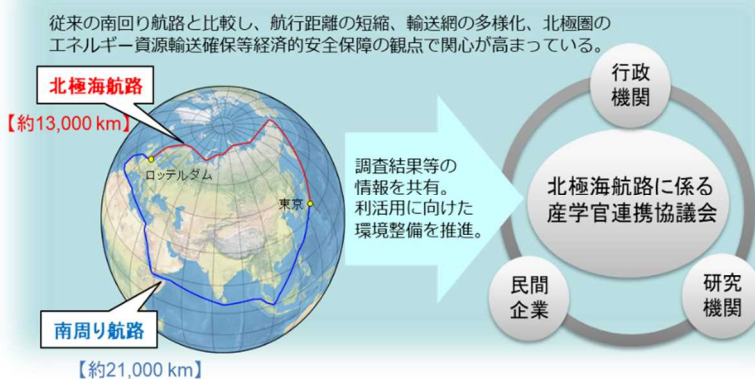 従来の南回り航路と比較し、航行距離の短縮、輸送網の多様化、北極圏の
エネルギー資源輸送確保等経済的安全保障の観点で関心が高まっている。
北極海航路
【約13,000 km】
ロッテルダム
東京
南周り航路
【約21,000 km】
調査結果等の
情報を共有。
利活用に向けた
環境整備を推進。
行政
機関
北極海航路に係る
産学官連携協議会
民間
企業
研究
機関